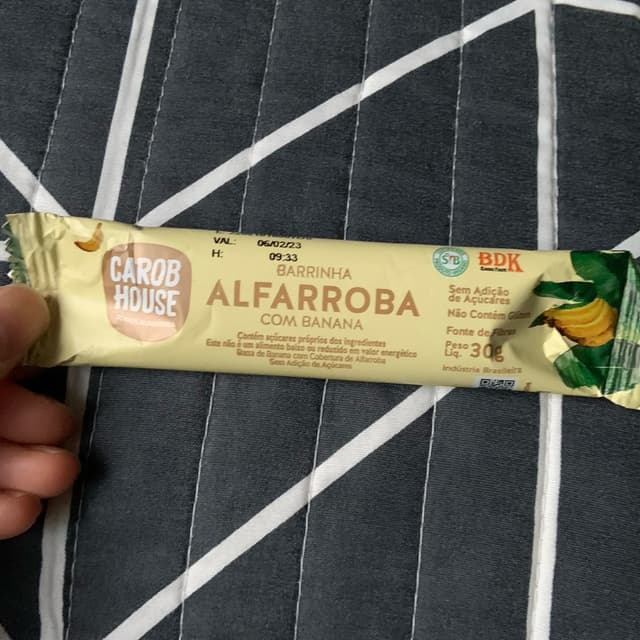 VAL: 06/02/23
H: 09:33
CAROB
HOUSE
BARRINHA
ALFARROBA
COM BANANA
Contém açúcares próprios dos ingredientes
Este não é um alimento baixo ou reduzido em valor energético
Bassa de Banana com Cobertura de Alfarroba
Sem Adição de Açúcares
BDK
Sem Adição
de Açúcares
Não Contém Glúten
Fonte de Fibras
Peso
Líq. 30g
Indústria Brasileira